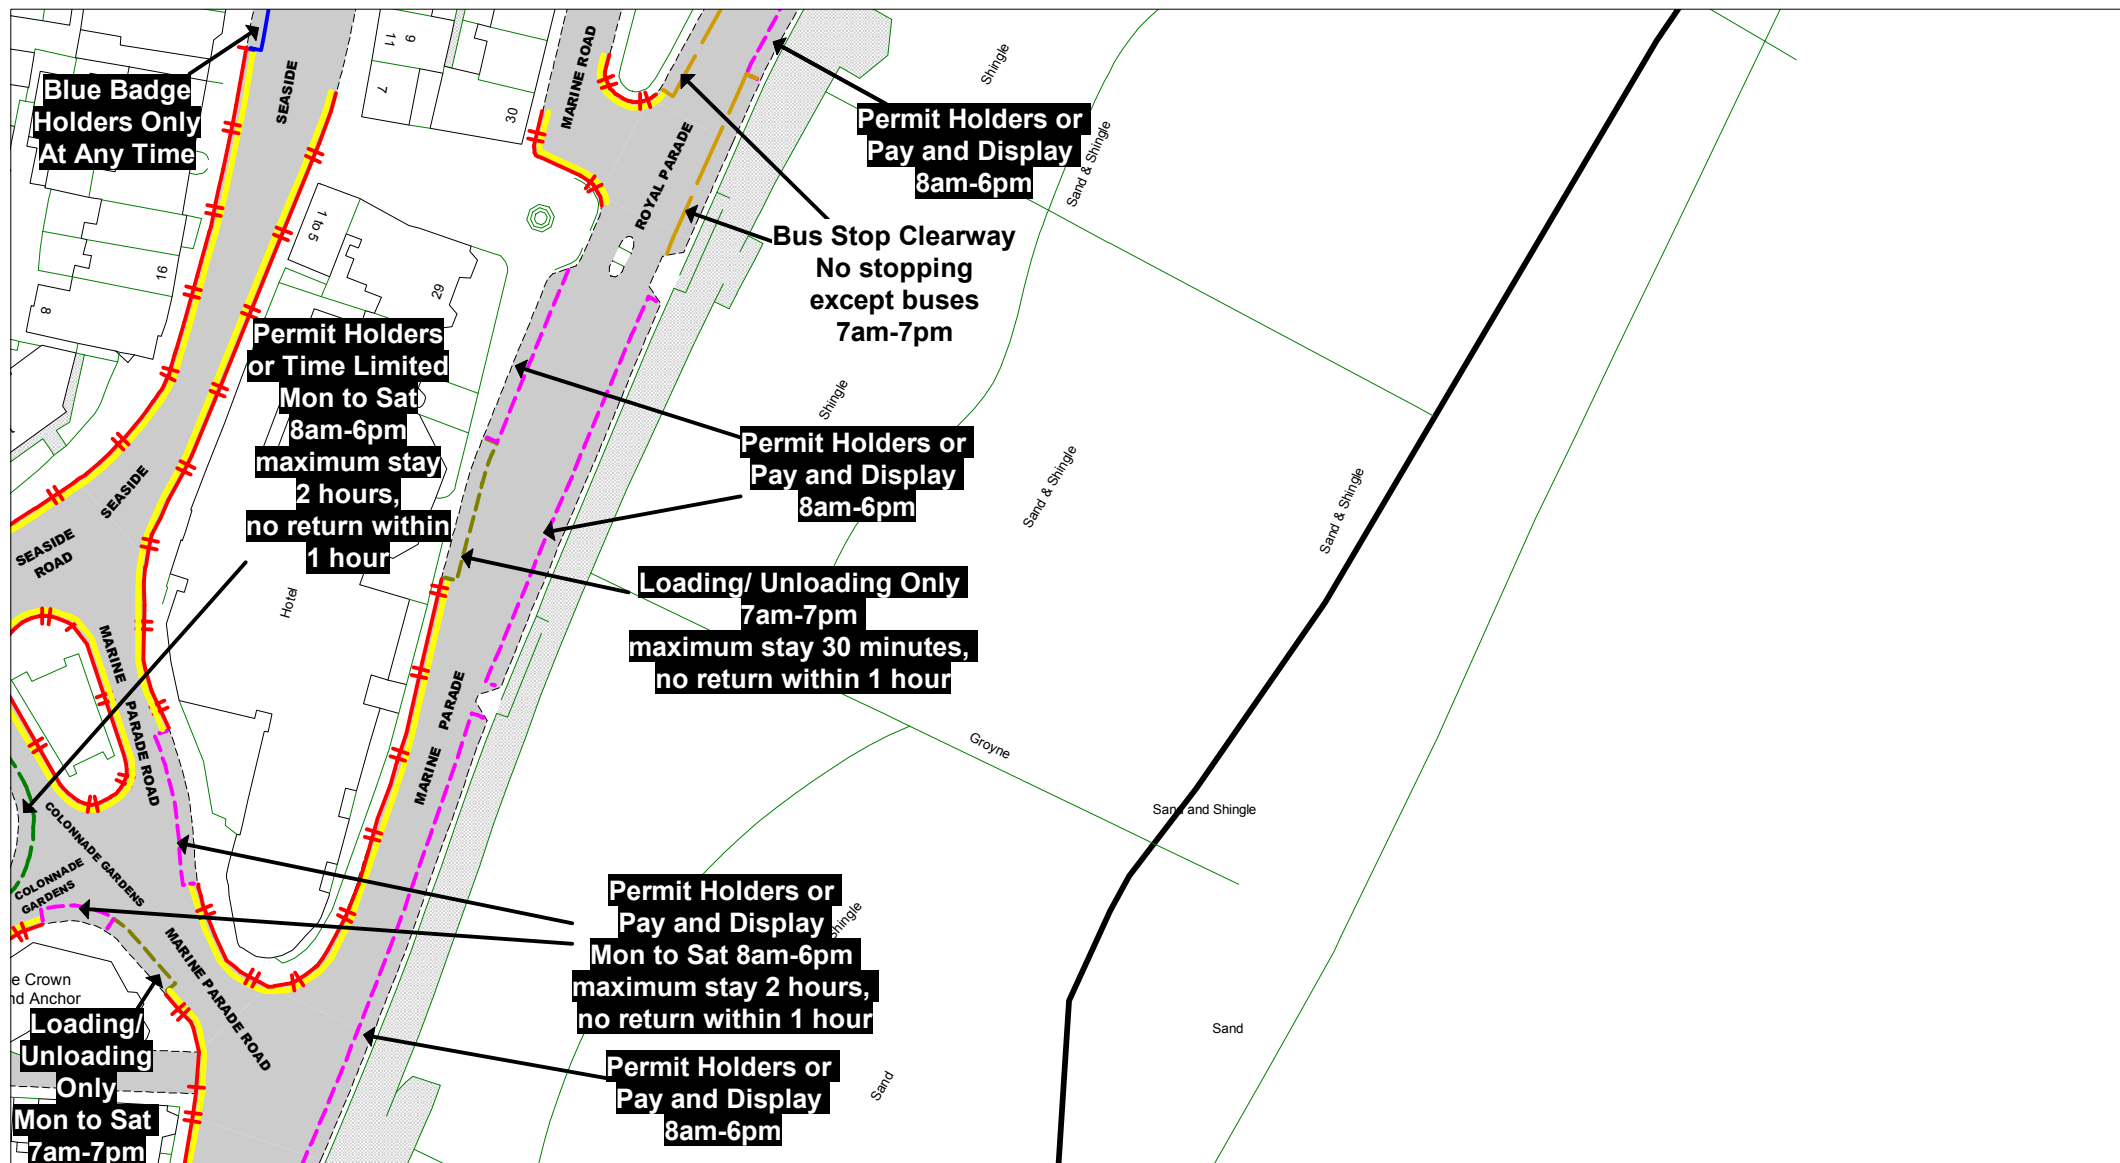 Blue Badge
Holders Only
At Any Time
SEASIDE
9
11
7
30
MARINE ROAD
ROYAL PARADE
Shingle
Permit Holders or
Pay and Display
8am-6pm
Sand & Shingle
Bus Stop Clearway
No stopping
except buses
7am-7pm
1 to 5
16
8
29
Permit Holders
or Time Limited
Mon to Sat
8am-6pm
maximum stay
2 hours,
no return within
1 hour
Shingle
Permit Holders or
Pay and Display
8am-6pm
Sand & Shingle
Sand & Shingle
SEASIDE
SEASIDE
ROAD
Hotel
Loading/ Unloading Only
7am-7pm
maximum stay 30 minutes,
no return within 1 hour
MARINE PARADE ROAD
MARINE PARADE
Groyne
Sand and Shingle
COLONNADE GARDENS
COLONNADE
GARDENS
Permit Holders or
Pay and Display
Mon to Sat 8am-6pm
maximum stay 2 hours,
no return within 1 hour
Shingle
MARINE PARADE ROAD
e Crown
nd Anchor
Loading/
Unloading
Only
Mon to Sat
7am-7pm
Permit Holders or
Pay and Display
8am-6pm
Sand
Sand